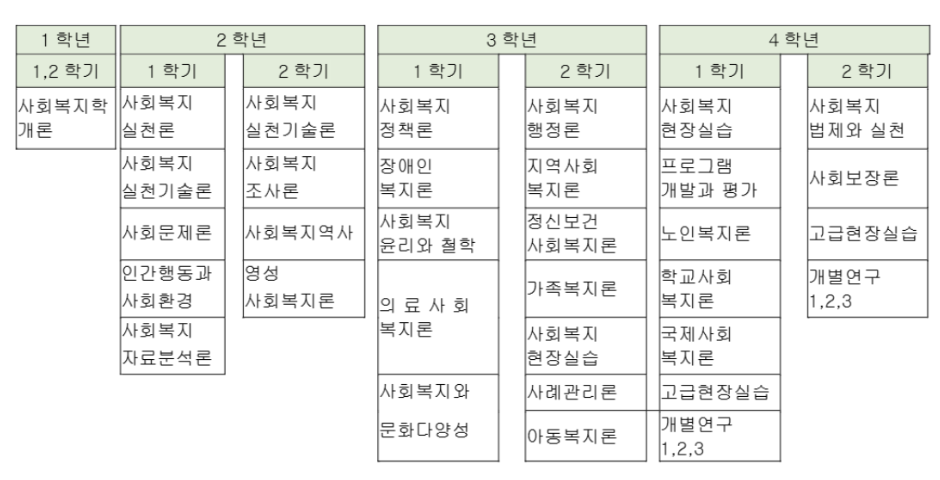 1 학년
2 학년
3 학년
4 학년
1,2 학기
1 학기
2 학기
1 학기
2 학기
1 학기
2 학기
사회복지학
개론
사회복지
실천론
사회복지
실천기술론
사회복지
정책론
사회복지
행정론
사회복지
현장실습
사회복지
법제와 실천
사회복지
실천기술론
사회복지
조사론
장애인
복지론
지역사회
복지론
프로그램
개발과 평가
사회보장론
사회문제론
사회복지역사
사회복지
윤리와 철학
정신보건
사회복지론
노인복지론
고급현장실습
인간행동과
사회환경
영성
사회복지론
의 료 사 회
복지론
가족복지론
학교사회
복지론
개별연구
1,2,3
사회복지
자료분석론
사회복지
현장실습
국제사회
복지론
사회복지와
문화다양성
사례관리론
고급현장실습
아동복지론
개별연구
1,2,3